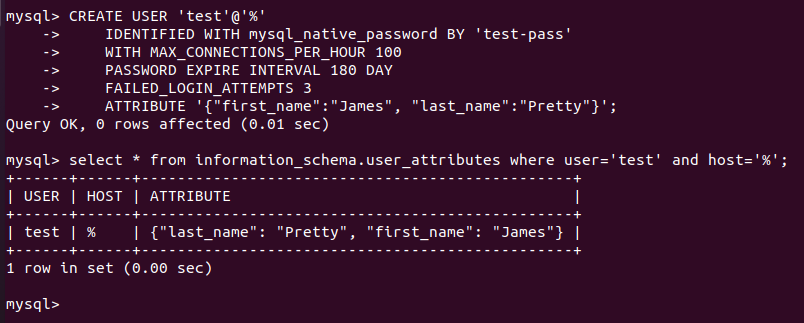 mysql> CREATE USER 'test'@'%'
    ->     IDENTIFIED WITH mysql_native_password BY 'test-pass'
    ->     WITH MAX_CONNECTIONS_PER_HOUR 100
    ->     PASSWORD EXPIRE INTERVAL 180 DAY
    ->     FAILED_LOGIN_ATTEMPTS 3
    ->     ATTRIBUTE '{"first_name":"James", "last_name":"Pretty"}';
Query OK, 0 rows affected (0.01 sec)

mysql> select * from information_schema.user_attributes where user='test' and host='%';
+------+------+------------------------------------------------+
| USER | HOST | ATTRIBUTE                                      |
+------+------+------------------------------------------------+
| test | %    | {"last_name": "Pretty", "first_name": "James"} |
+------+------+------------------------------------------------+
1 row in set (0.00 sec)

mysql>